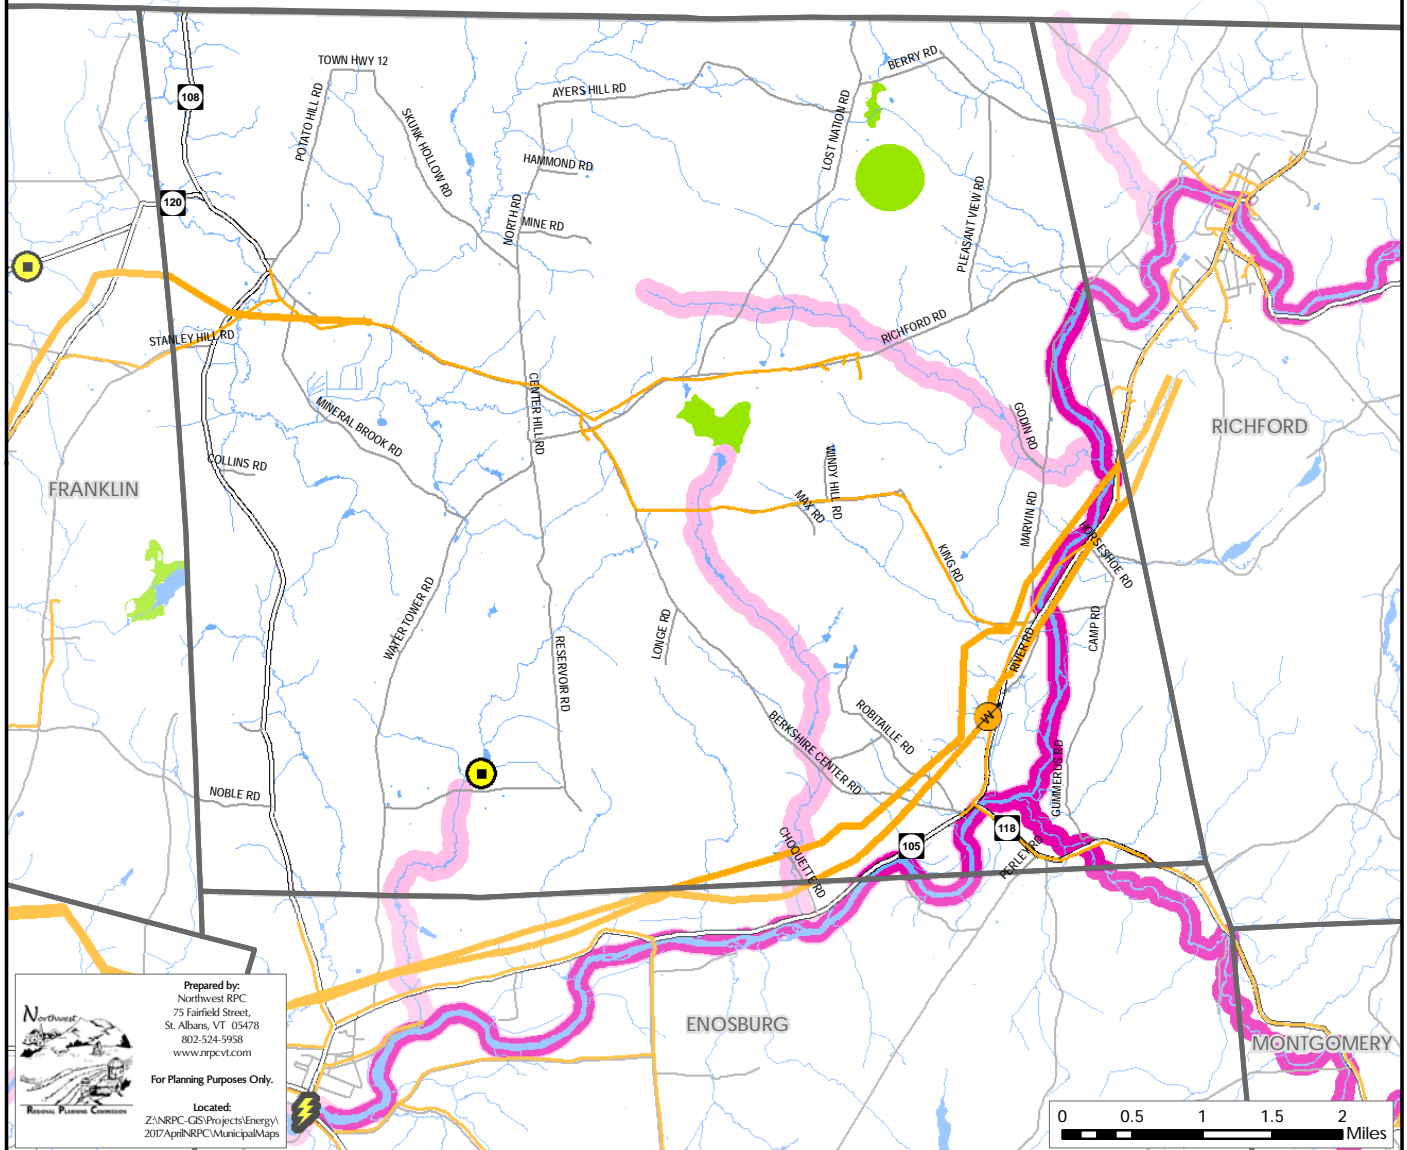 TOWN HWY 12
BERRY RD
108
AYERS HILL RD
POTATO HILL RD
SKUNK HOLLOW RD
LOST NATION RD
HAMMOND RD
120
NORTH RD
MINE RD
PLEASANT VIEW RD
STANLEY HILL RD
RICHFORD RD
CENTER HILL RD
MINERAL BROOK RD
GODIN RD
RICHFORD
COLLINS RD
WINDY HILL RD
FRANKLIN
MAX RD
MARVIN RD
HORSESHOE RD
KING RD
WATER TOWER RD
LONGE RD
CAMP RD
RIVER RD
RESERVOIR RD
W
ROBITAILLE RD
BERKSHIRE CENTER RD
GUMMERUS RD
NOBLE RD
118
105
CHOQUETTE RD
PERLEY RD
ENOSBURG
MONTGOMERY
Northwest
REGIONAL PLANNING COMMISSION
Prepared by:
Northwest RPC
75 Fairfield Street,
St. Albans, VT 05478
802-524-5958
www.nrpcvt.com
For Planning Purposes Only.
Located:
Z:\NRPC-GIS\Projects\Energy\
2017AprilNRPC\MunicipalMaps
0 0.5 1 1.5 2
Miles